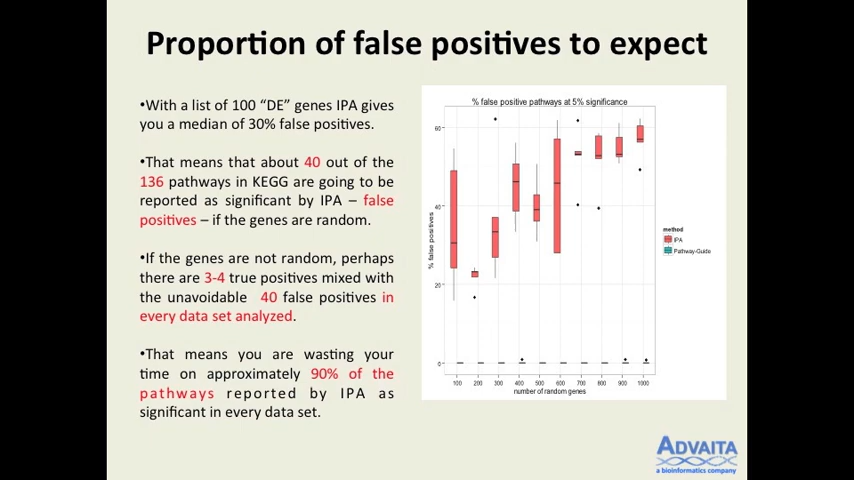 Proportion of false positives to expect
•With a list of 100 “DE” genes IPA gives
you a median of 30% false positives.
•That means that about 40 out of the
136 pathways in KEGG are going to be
reported as significant by IPA – false
positives – if the genes are random.
•If the genes are not random, perhaps
there are 3-4 true positives mixed with
the unavoidable 40 false positives in
every data set analyzed.
•That means you are wasting your
time on approximately 90% of the
pathways reported by IPA as
significant in every data set.
% false positive pathways at 5% significance
% false positives
60
40
20
0
100 200 300 400 500 600 700 800 900 1000
number of random genes
method
IPA
Pathway-Guide
ADVAITA
a bioinformatics company